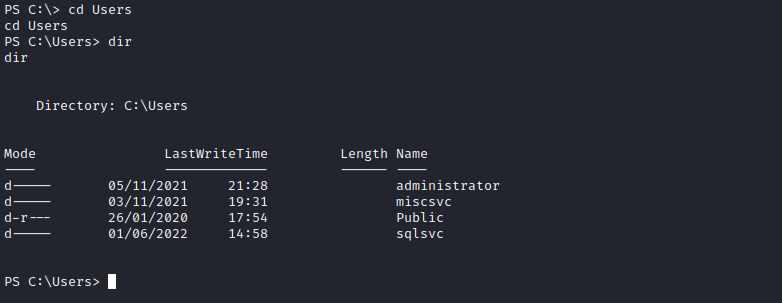 PS C:\> cd Users
cd Users
PS C:\Users> dir
dir
Directory: C:\Users
Mode LastWriteTime Length Name
---- ------------- ------ ----
d----- 05/11/2021 21:28 administrator
d----- 03/11/2021 19:31 miscsvc
d-r--- 26/01/2020 17:54 Public
d----- 01/06/2022 14:58 sqlsvc
PS C:\Users>